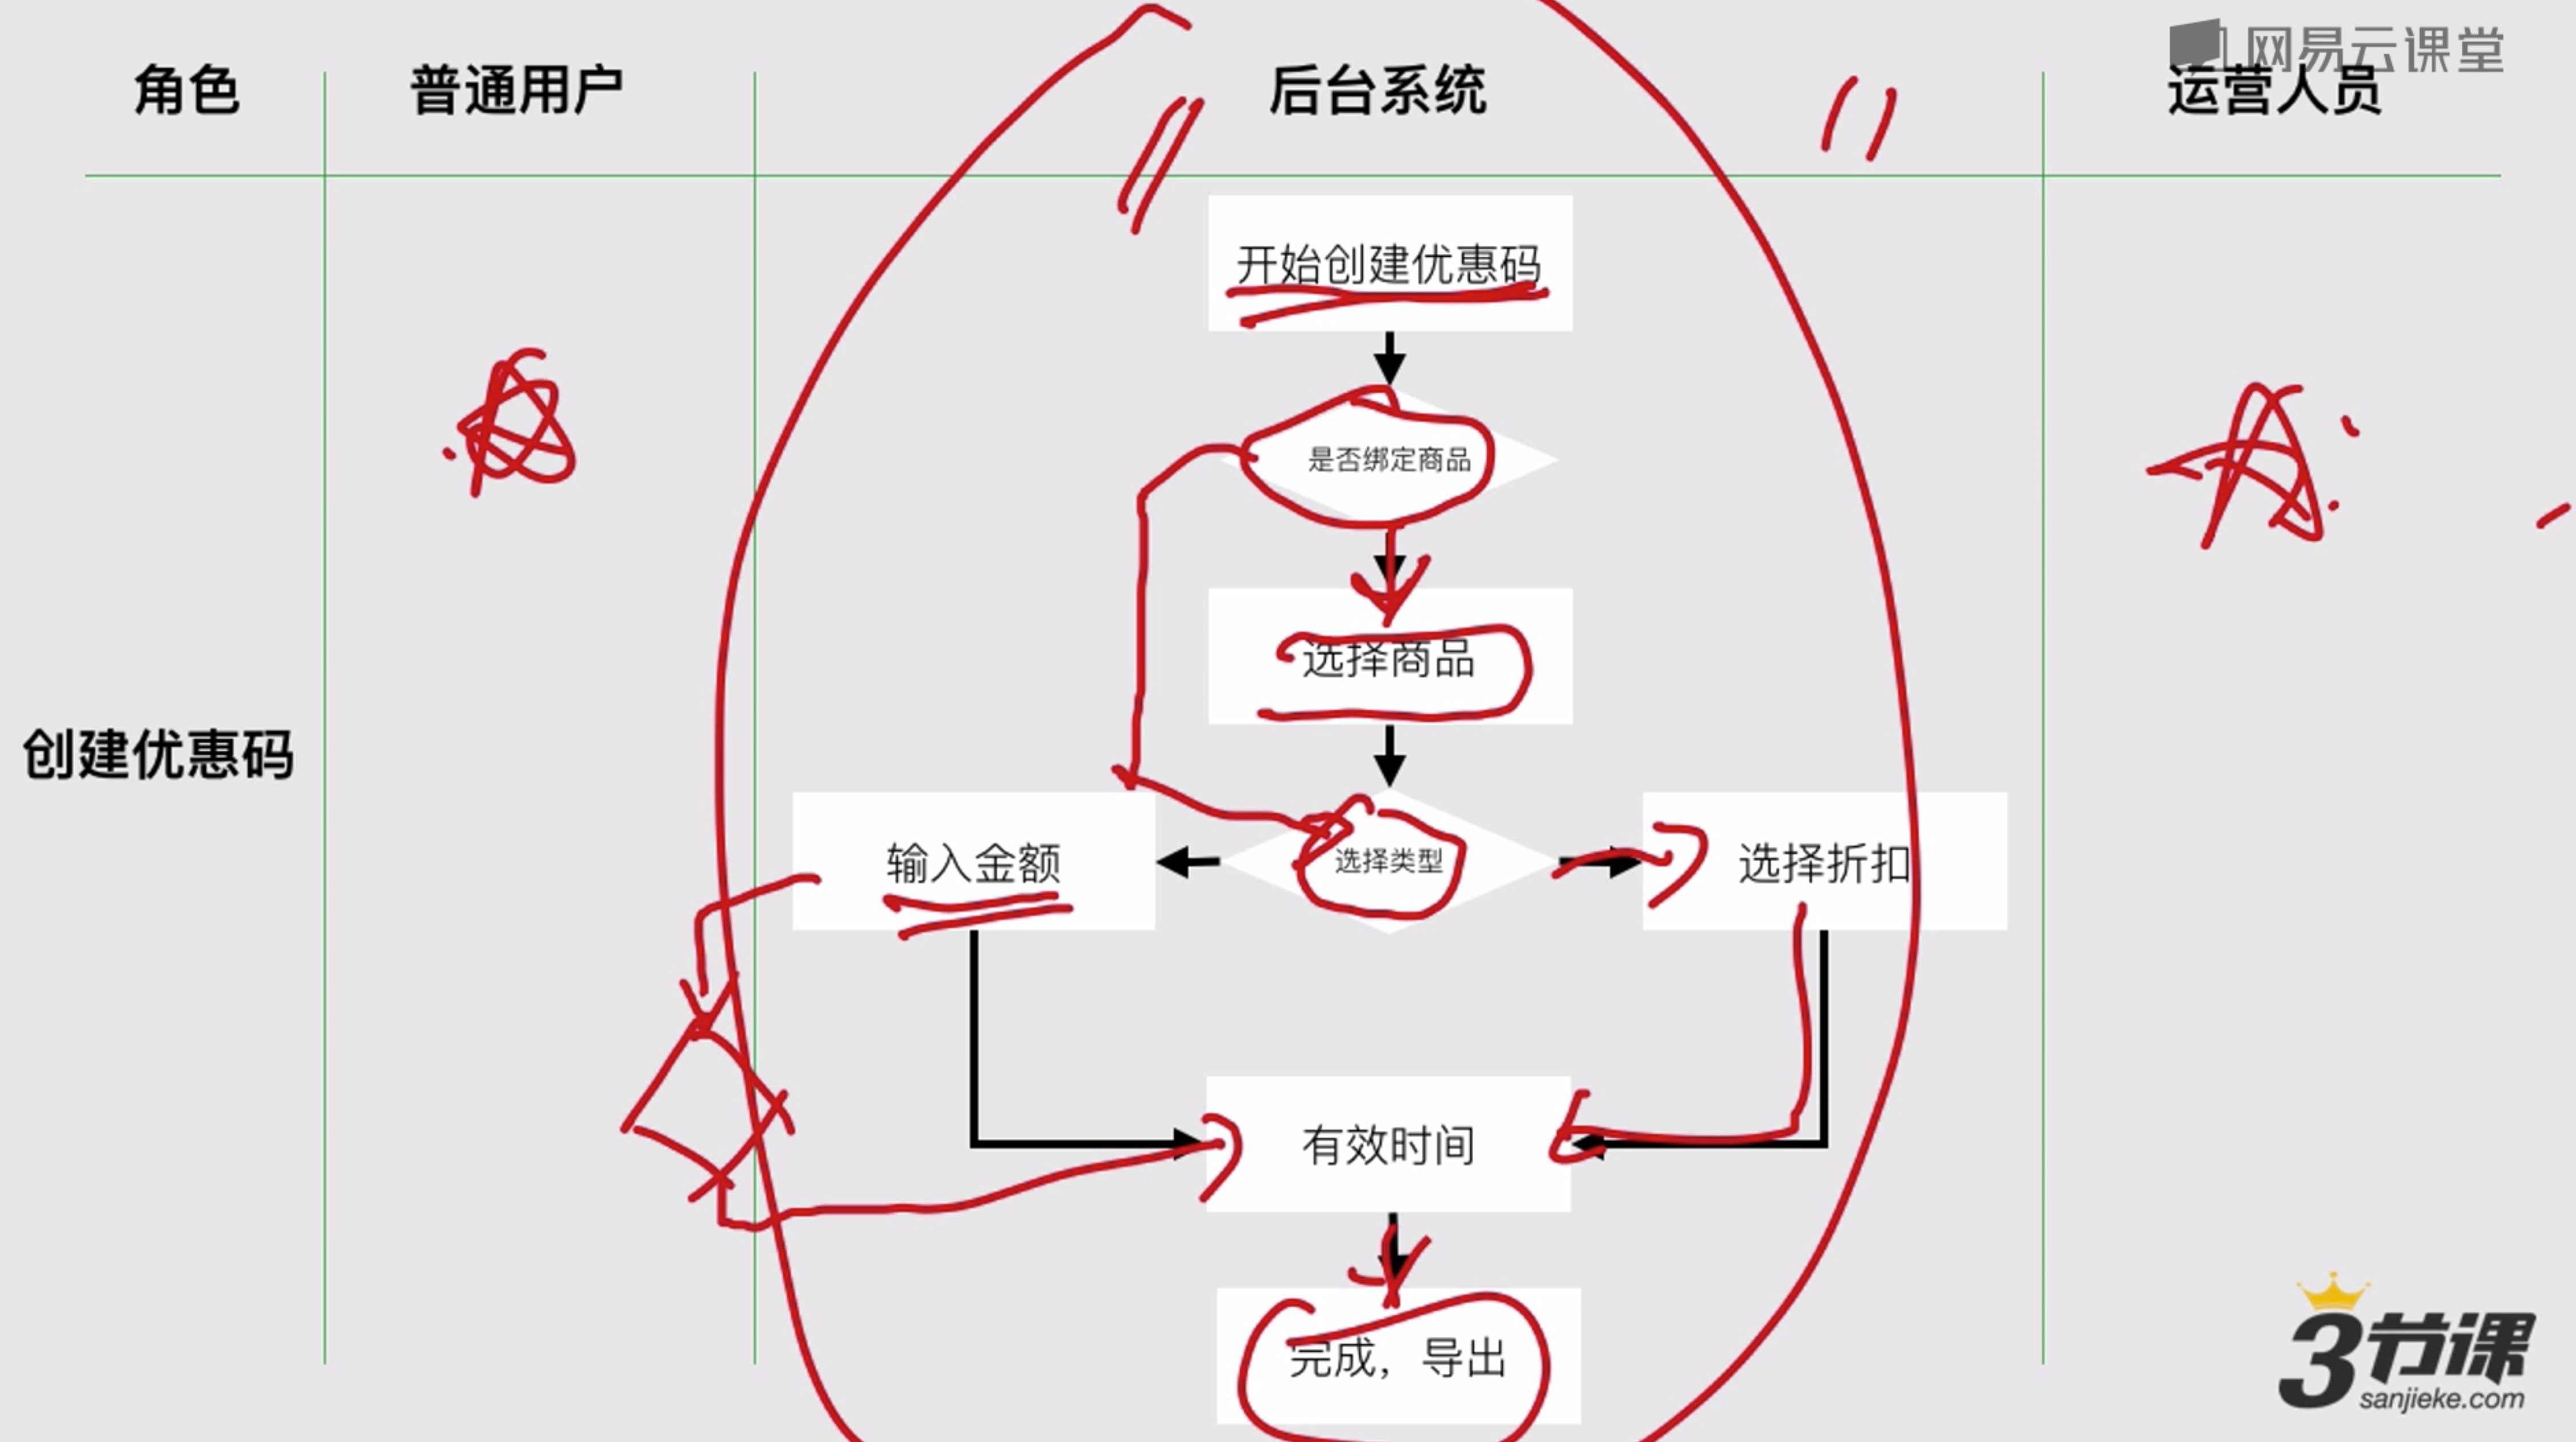 网易云课堂
角色 普通用户 后台系统 运营人员
开始创建优惠码
是否绑定商品
选择商品
创建优惠码
输入金额 选择类型 选择折扣
有效时间
完成，导出
3节课
sanjieke.com